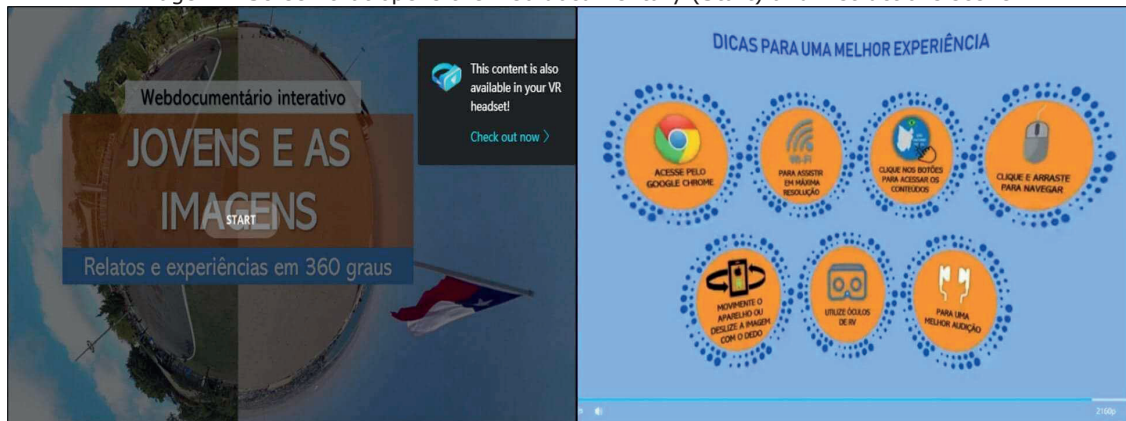 Webdocumentário interativo
JOVENS E AS
IMAGENS
START
Relatos e experiências em 360 graus
This content is also
available in your VR
headset!
Check out now >
DICAS PARA UMA MELHOR EXPERIÊNCIA
ACESSE PELO
GOOGLE CHROME
WI-FI
PARA ASSISTIR
EM MÁXIMA
RESOLUÇÃO
CLIQUE NOS BOTÕES
PARA ACESSAR OS
CONTEÚDOS
CLIQUE E ARRASTE
PARA NAVEGAR
MOVIMENTE O
APARELHO OU
DESLIZE A IMAGEM
COM O DEDO
UTILIZE ÓCULOS
DE RV
PARA UMA
MELHOR AUDIÇÃO
2160p